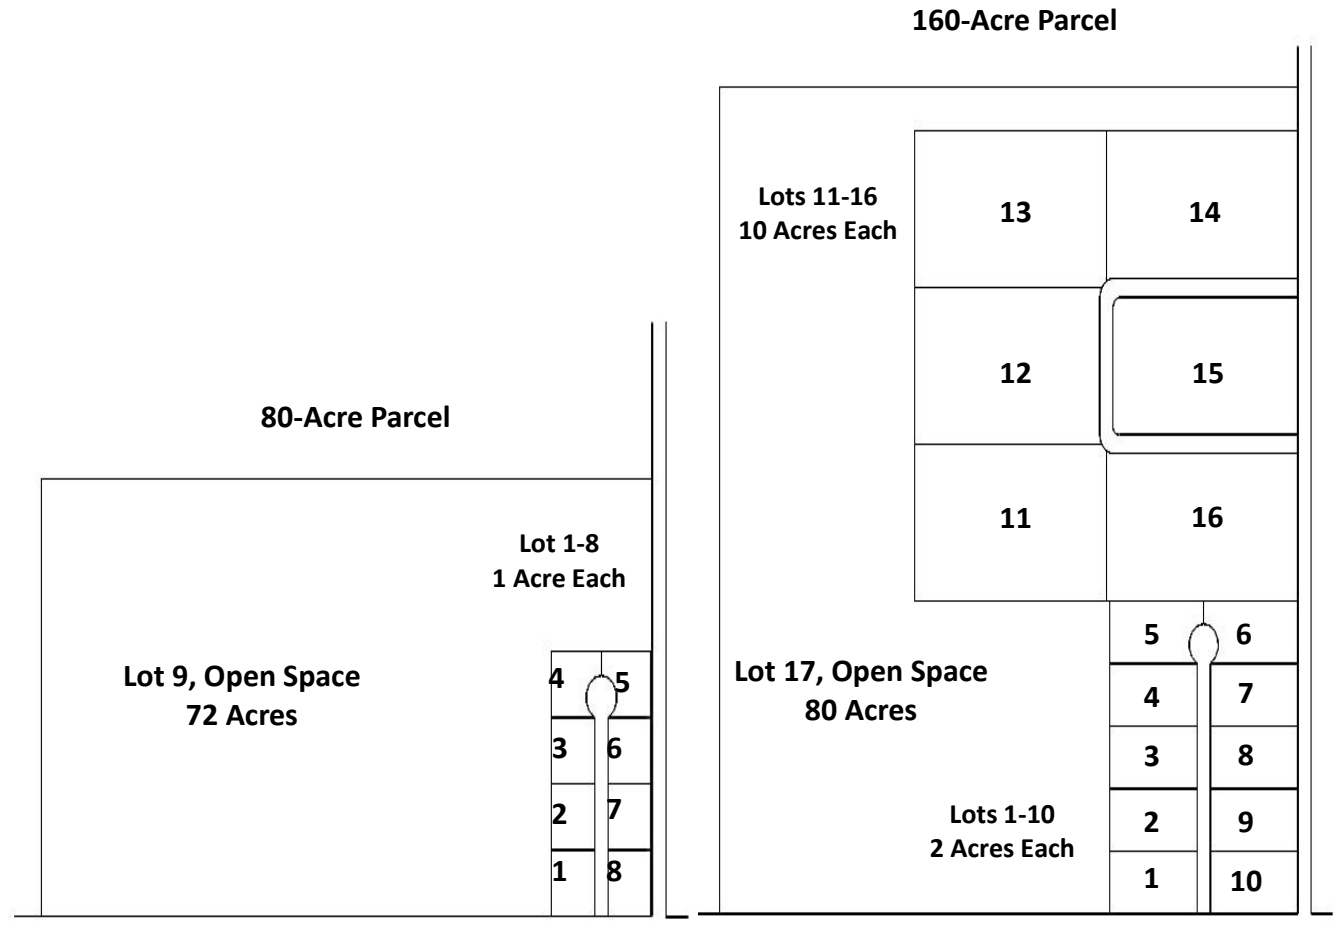 80-Acre Parcel
Lot 1-8
1 Acre Each
Lot 9, Open Space
72 Acres
4
5
3
6
2
7
1
8
160-Acre Parcel
Lots 11-16
10 Acres Each
13
14
12
15
11
16
Lot 17, Open Space
80 Acres
5
6
4
7
3
8
Lots 1-10
2 Acres Each
2
9
1
10